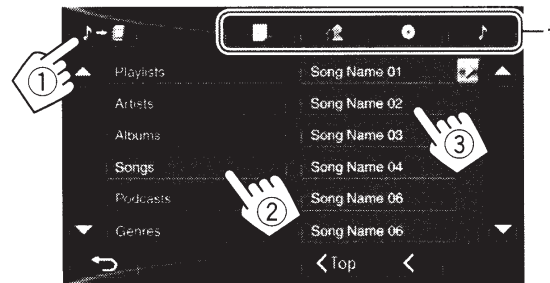 ①
Playlists
Song Name 01
Artists
Song Name 02
Albums
Song Name 03
③
Songs
Song Name 04
②
Podcasts
Song Name 06
Genres
Song Name 06
<Top <